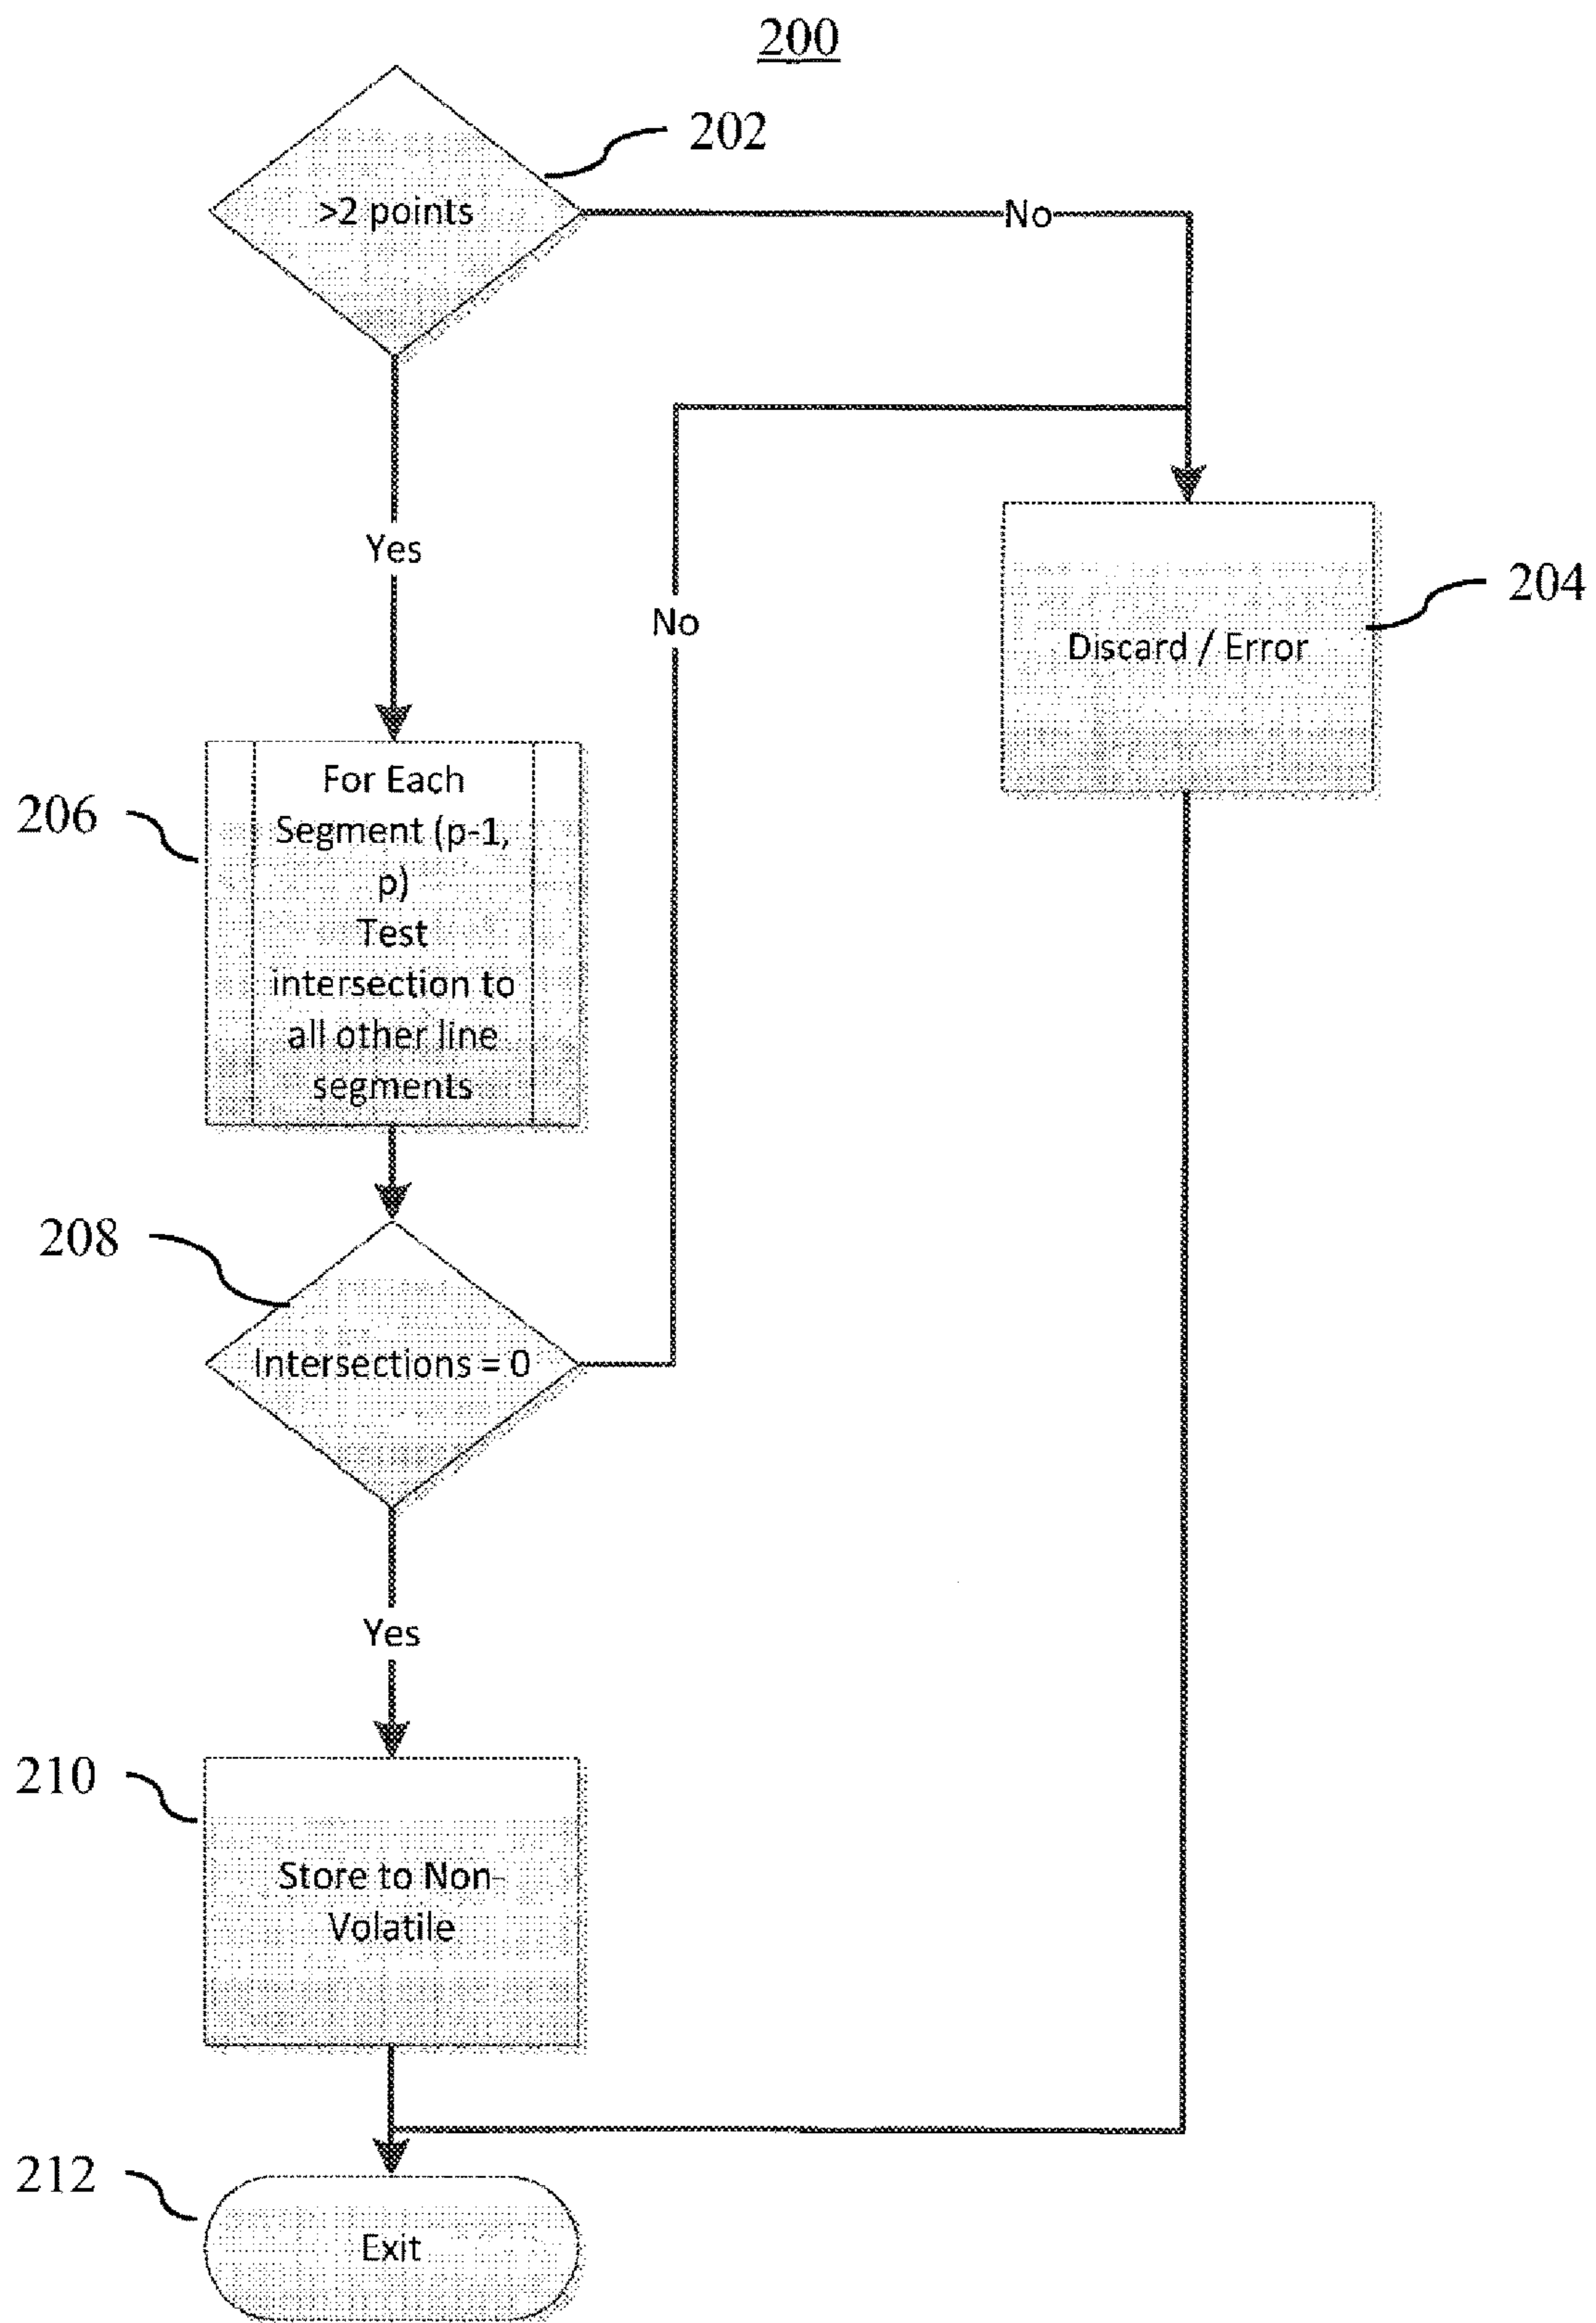 200
202
>2 points
No
Yes
204
Discard / Error
No
206
For Each
Segment (p-1,
p)
Test
intersection to
all other line
segments
208
Intersections = 0
Yes
210
Store to Non-
Volatile
212
Exit